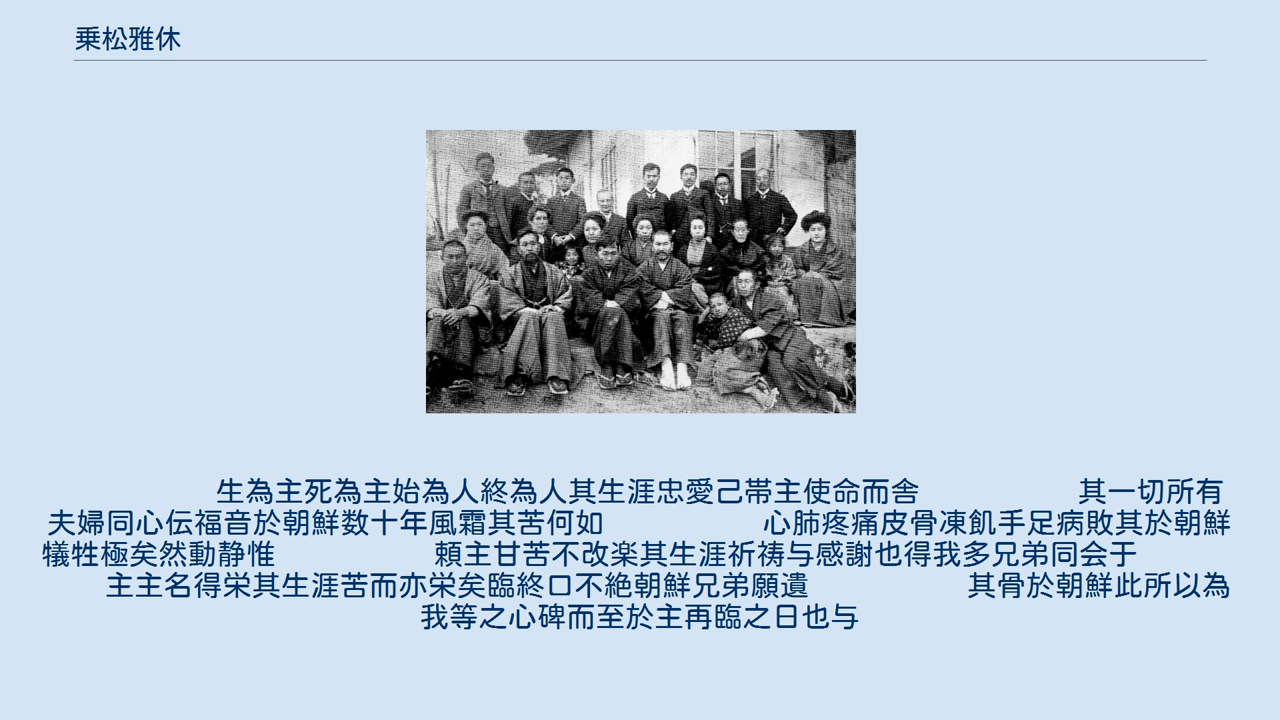 乗松雅休
生為主死為主始為人終為人其生涯忠愛己帯主使命而舎 其一切所有
夫婦同心伝福音於朝鮮数十年風霜其苦何如 心肺疼痛皮骨凍飢手足病敗其於朝鮮
犠牲極矣然動静惟 頼主甘苦不改楽其生涯祈祷与感謝也得我多兄弟同会于
主主名得栄其生涯苦而亦栄矣臨終口不絶朝鮮兄弟願遺 其骨於朝鮮此所以為
我等之心碑而至於主再臨之日也与